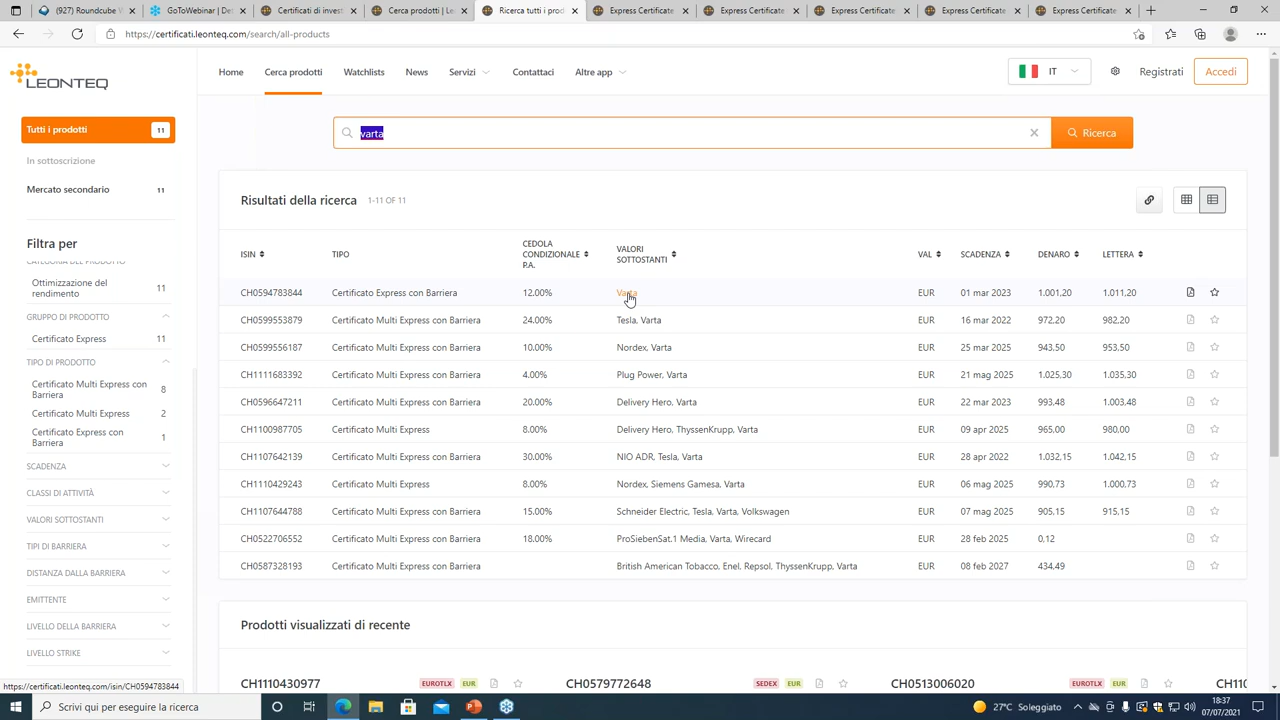 (927) Roundcube W
GoToWebinar | Des
Certificati di invest
Cerca prodotti | Le
Ricerca tutti i prod
Express Certificate
Express Certificate
Express Certificate
Express Certificate
Express Certificate
https://certificati.leonteq.com/search/all-products
LEONTEQ
Home
Cerca prodotti
Watchlists
News
Servizi
Contattaci
Altre app
IT
Registrati
Accedi
Tutti i prodotti 11
In sottoscrizione
Mercato secondario 11
Filtra per
CATEGORIA DEL PRODOTTO
Ottimizzazione del
rendimento 11
GRUPPO DI PRODOTTO
Certificato Express 11
TIPO DI PRODOTTO
Certificato Multi Express con
Barriera 8
Certificato Multi Express 2
Certificato Express con
Barriera 1
SCADENZA
CLASSI DI ATTIVITÀ
VALORI SOTTOSTANTI
TIPI DI BARRIERA
DISTANZA DALLA BARRIERA
EMITTENTE
LIVELLO DELLA BARRIERA
LIVELLO STRIKE
varta
Ricerca
Risultati della ricerca 1-11 OF 11
ISIN TIPO CEDOLA CONDIZIONALE P.A. VALORI SOTTOSTANTI VAL SCADENZA DENARO LETTERA
CH0594783844 Certificato Express con Barriera 12.00% Varta EUR 01 mar 2023 1.001,20 1.011,20
CH0599553879 Certificato Multi Express con Barriera 24.00% Tesla, Varta EUR 16 mar 2022 972,20 982,20
CH0599556187 Certificato Multi Express con Barriera 10.00% Nordex, Varta EUR 25 mar 2025 943,50 953,50
CH1111683392 Certificato Multi Express con Barriera 4.00% Plug Power, Varta EUR 21 mag 2025 1.025,30 1.035,30
CH0596647211 Certificato Multi Express con Barriera 20.00% Delivery Hero, Varta EUR 22 mar 2023 993,48 1.003,48
CH1100987705 Certificato Multi Express 8.00% Delivery Hero, ThyssenKrupp, Varta EUR 09 apr 2025 965,00 980,00
CH1107642139 Certificato Multi Express con Barriera 30.00% NIO ADR, Tesla, Varta EUR 28 apr 2022 1.032,15 1.042,15
CH1110429243 Certificato Multi Express 8.00% Nordex, Siemens Gamesa, Varta EUR 06 mag 2025 990,73 1.000,73
CH1107644788 Certificato Multi Express con Barriera 15.00% Schneider Electric, Tesla, Varta, Volkswagen EUR 07 mag 2025 905,15 915,15
CH0522706552 Certificato Multi Express con Barriera 18.00% ProSiebenSat.1 Media, Varta, Wirecard EUR 28 feb 2025 0,12
CH0587328193 Certificato Multi Express con Barriera British American Tobacco, Enel, Repsol, ThyssenKrupp, Varta EUR 08 feb 2027 434,49
Prodotti visualizzati di recente
CH1110430977 EUROTLX EUR
CH0579772648 SEDEX EUR
CH0513006020 EUROTLX EUR
https://certificati.leonteq.com/isin/CH0594783844
Scrivi qui per eseguire la ricerca
27°C Soleggiato
18:37
07/07/2021